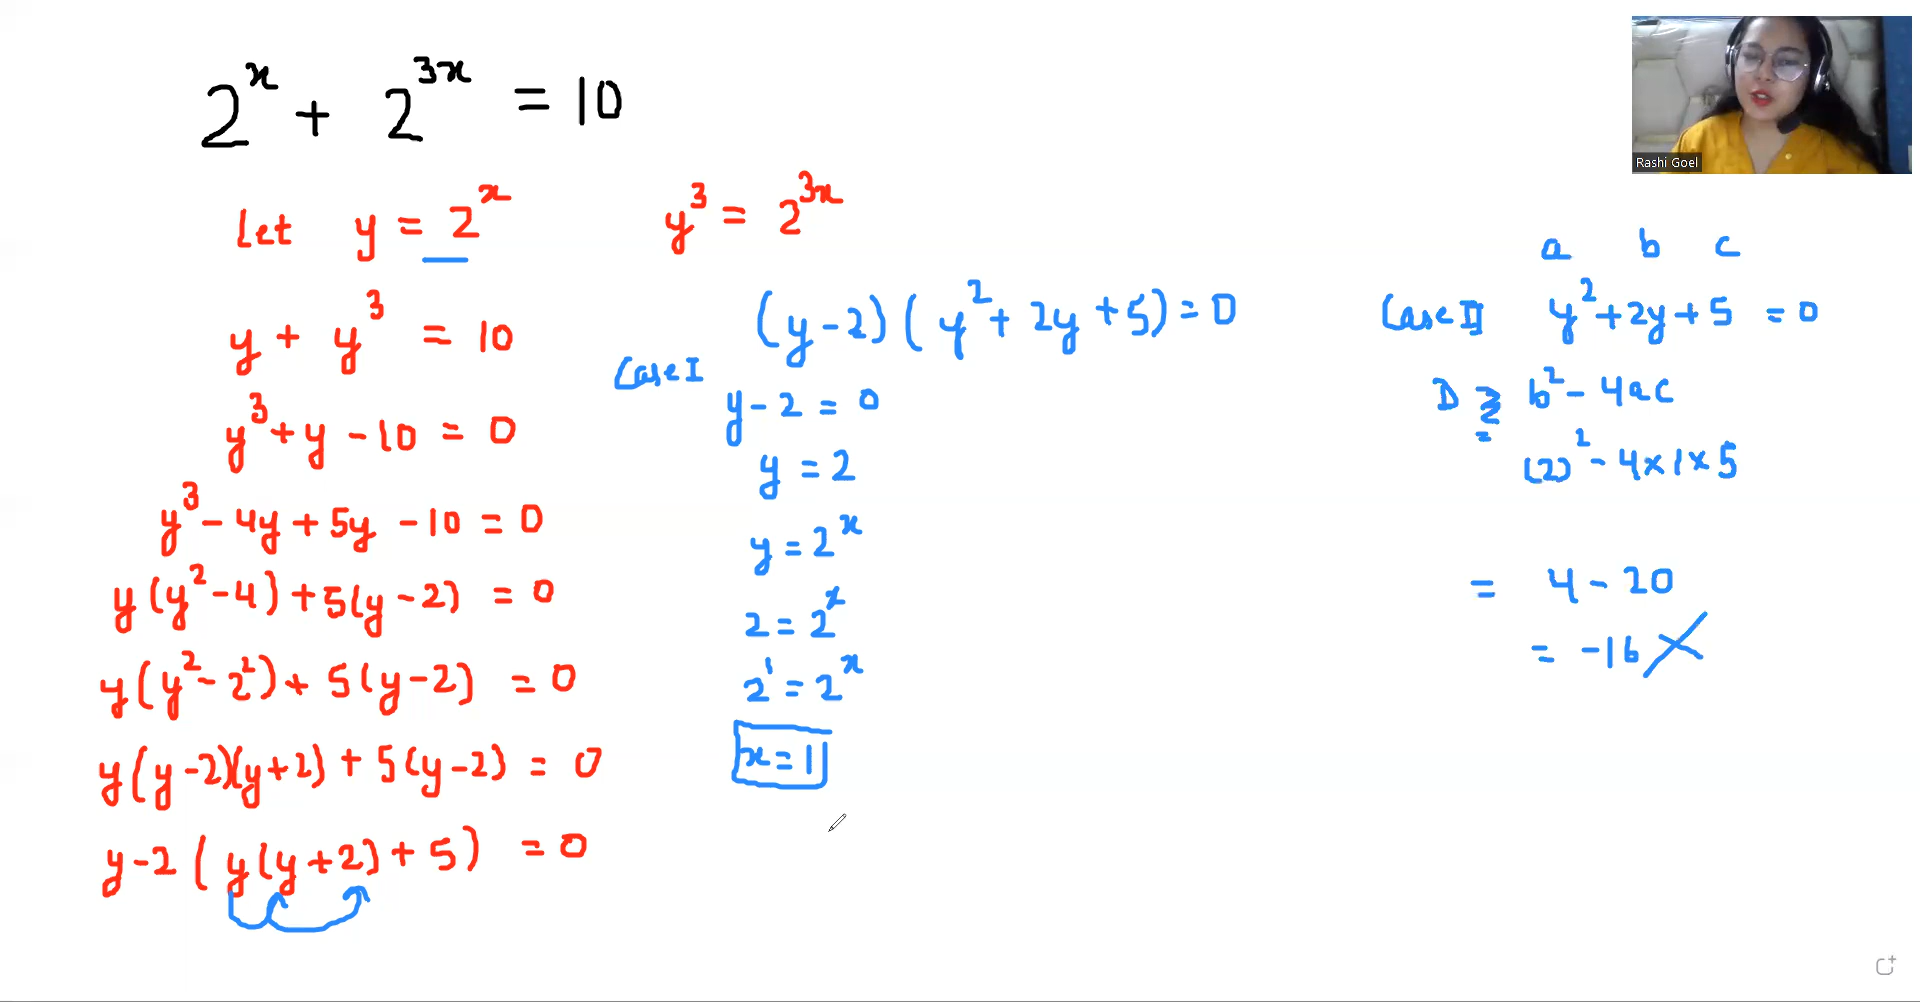 2^x + 2^3x = 10
Let y = 2^x
y^3 = 2^3x
y + y^3 = 10
y^3 + y - 10 = 0
y^3 - 4y + 5y - 10 = 0
y(y^2 - 4) + 5(y - 2) = 0
y(y^2 - 2^2) + 5(y - 2) = 0
y(y - 2)(y + 2) + 5(y - 2) = 0
y - 2 (y(y + 2) + 5) = 0
(y - 2)(y^2 + 2y + 5) = 0
Case I
y - 2 = 0
y = 2
y = 2^x
2 = 2^x
2^1 = 2^x
x = 1
a b c
Case II y^2 + 2y + 5 = 0
D = b^2 - 4ac
(2)^2 - 4 × 1 × 5
= 4 - 20
= -16
Rashi Goel